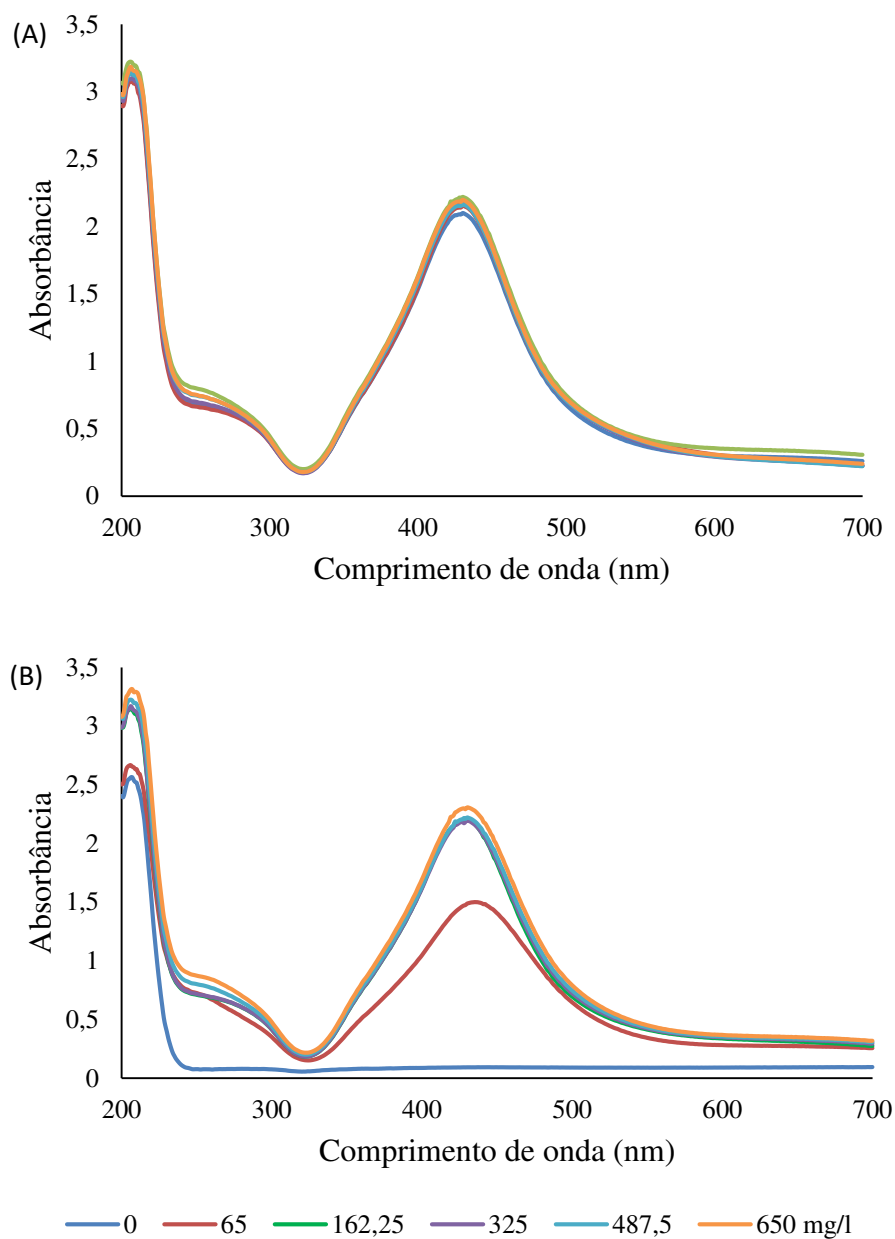 (A)
3,5
3
2,5
2
1,5
1
0,5
0
Absorbância
200 300 400 500 600 700
Comprimento de onda (nm)
(B)
3,5
3
2,5
2
1,5
1
0,5
0
Absorbância
200 300 400 500 600 700
Comprimento de onda (nm)
0 65 162,25 325 487,5 650 mg/l